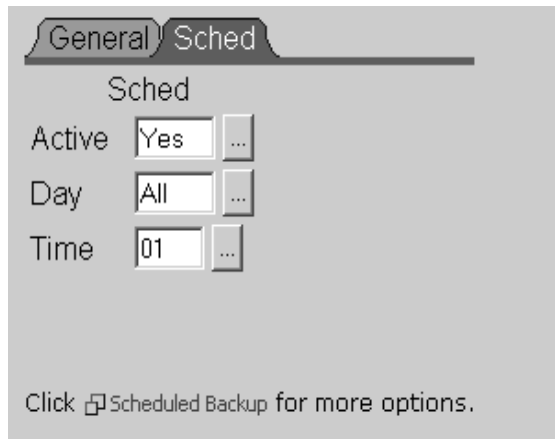 General Sched
Sched
Active Yes ...
Day All ...
Time 01 ...
Click Scheduled Backup for more options.